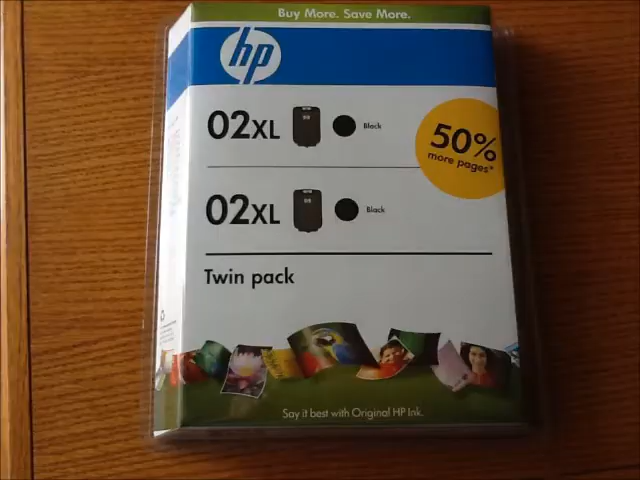 Buy More. Save More.
hp
02XL Black
50%
more pages*
02XL Black
Twin pack
Say it best with Original HP Ink.